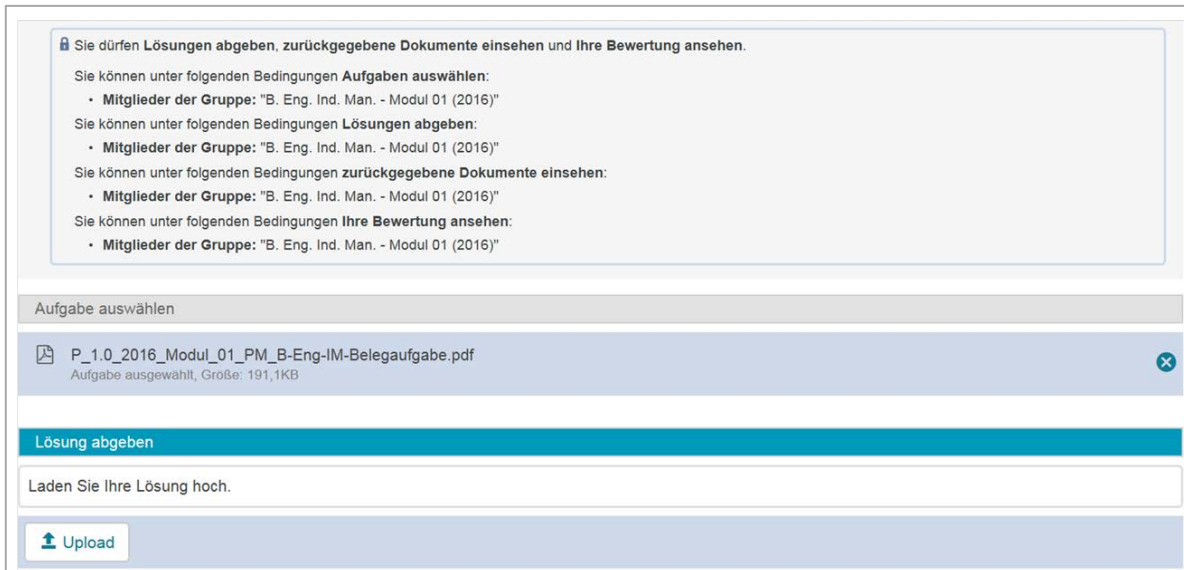 Sie dürfen Lösungen abgeben, zurückgegebene Dokumente einsehen und Ihre Bewertung ansehen.
Sie können unter folgenden Bedingungen Aufgaben auswählen:
• Mitglieder der Gruppe: "B. Eng. Ind. Man. - Modul 01 (2016)"
Sie können unter folgenden Bedingungen Lösungen abgeben:
• Mitglieder der Gruppe: "B. Eng. Ind. Man. - Modul 01 (2016)"
Sie können unter folgenden Bedingungen zurückgegebene Dokumente einsehen:
• Mitglieder der Gruppe: "B. Eng. Ind. Man. - Modul 01 (2016)"
Sie können unter folgenden Bedingungen Ihre Bewertung ansehen:
• Mitglieder der Gruppe: "B. Eng. Ind. Man. - Modul 01 (2016)"
Aufgabe auswählen
P_1.0_2016_Modul_01_PM_B-Eng-IM-Belegaufgabe.pdf
Aufgabe ausgewählt, Größe: 191,1KB
Lösung abgeben
Laden Sie Ihre Lösung hoch.
Upload